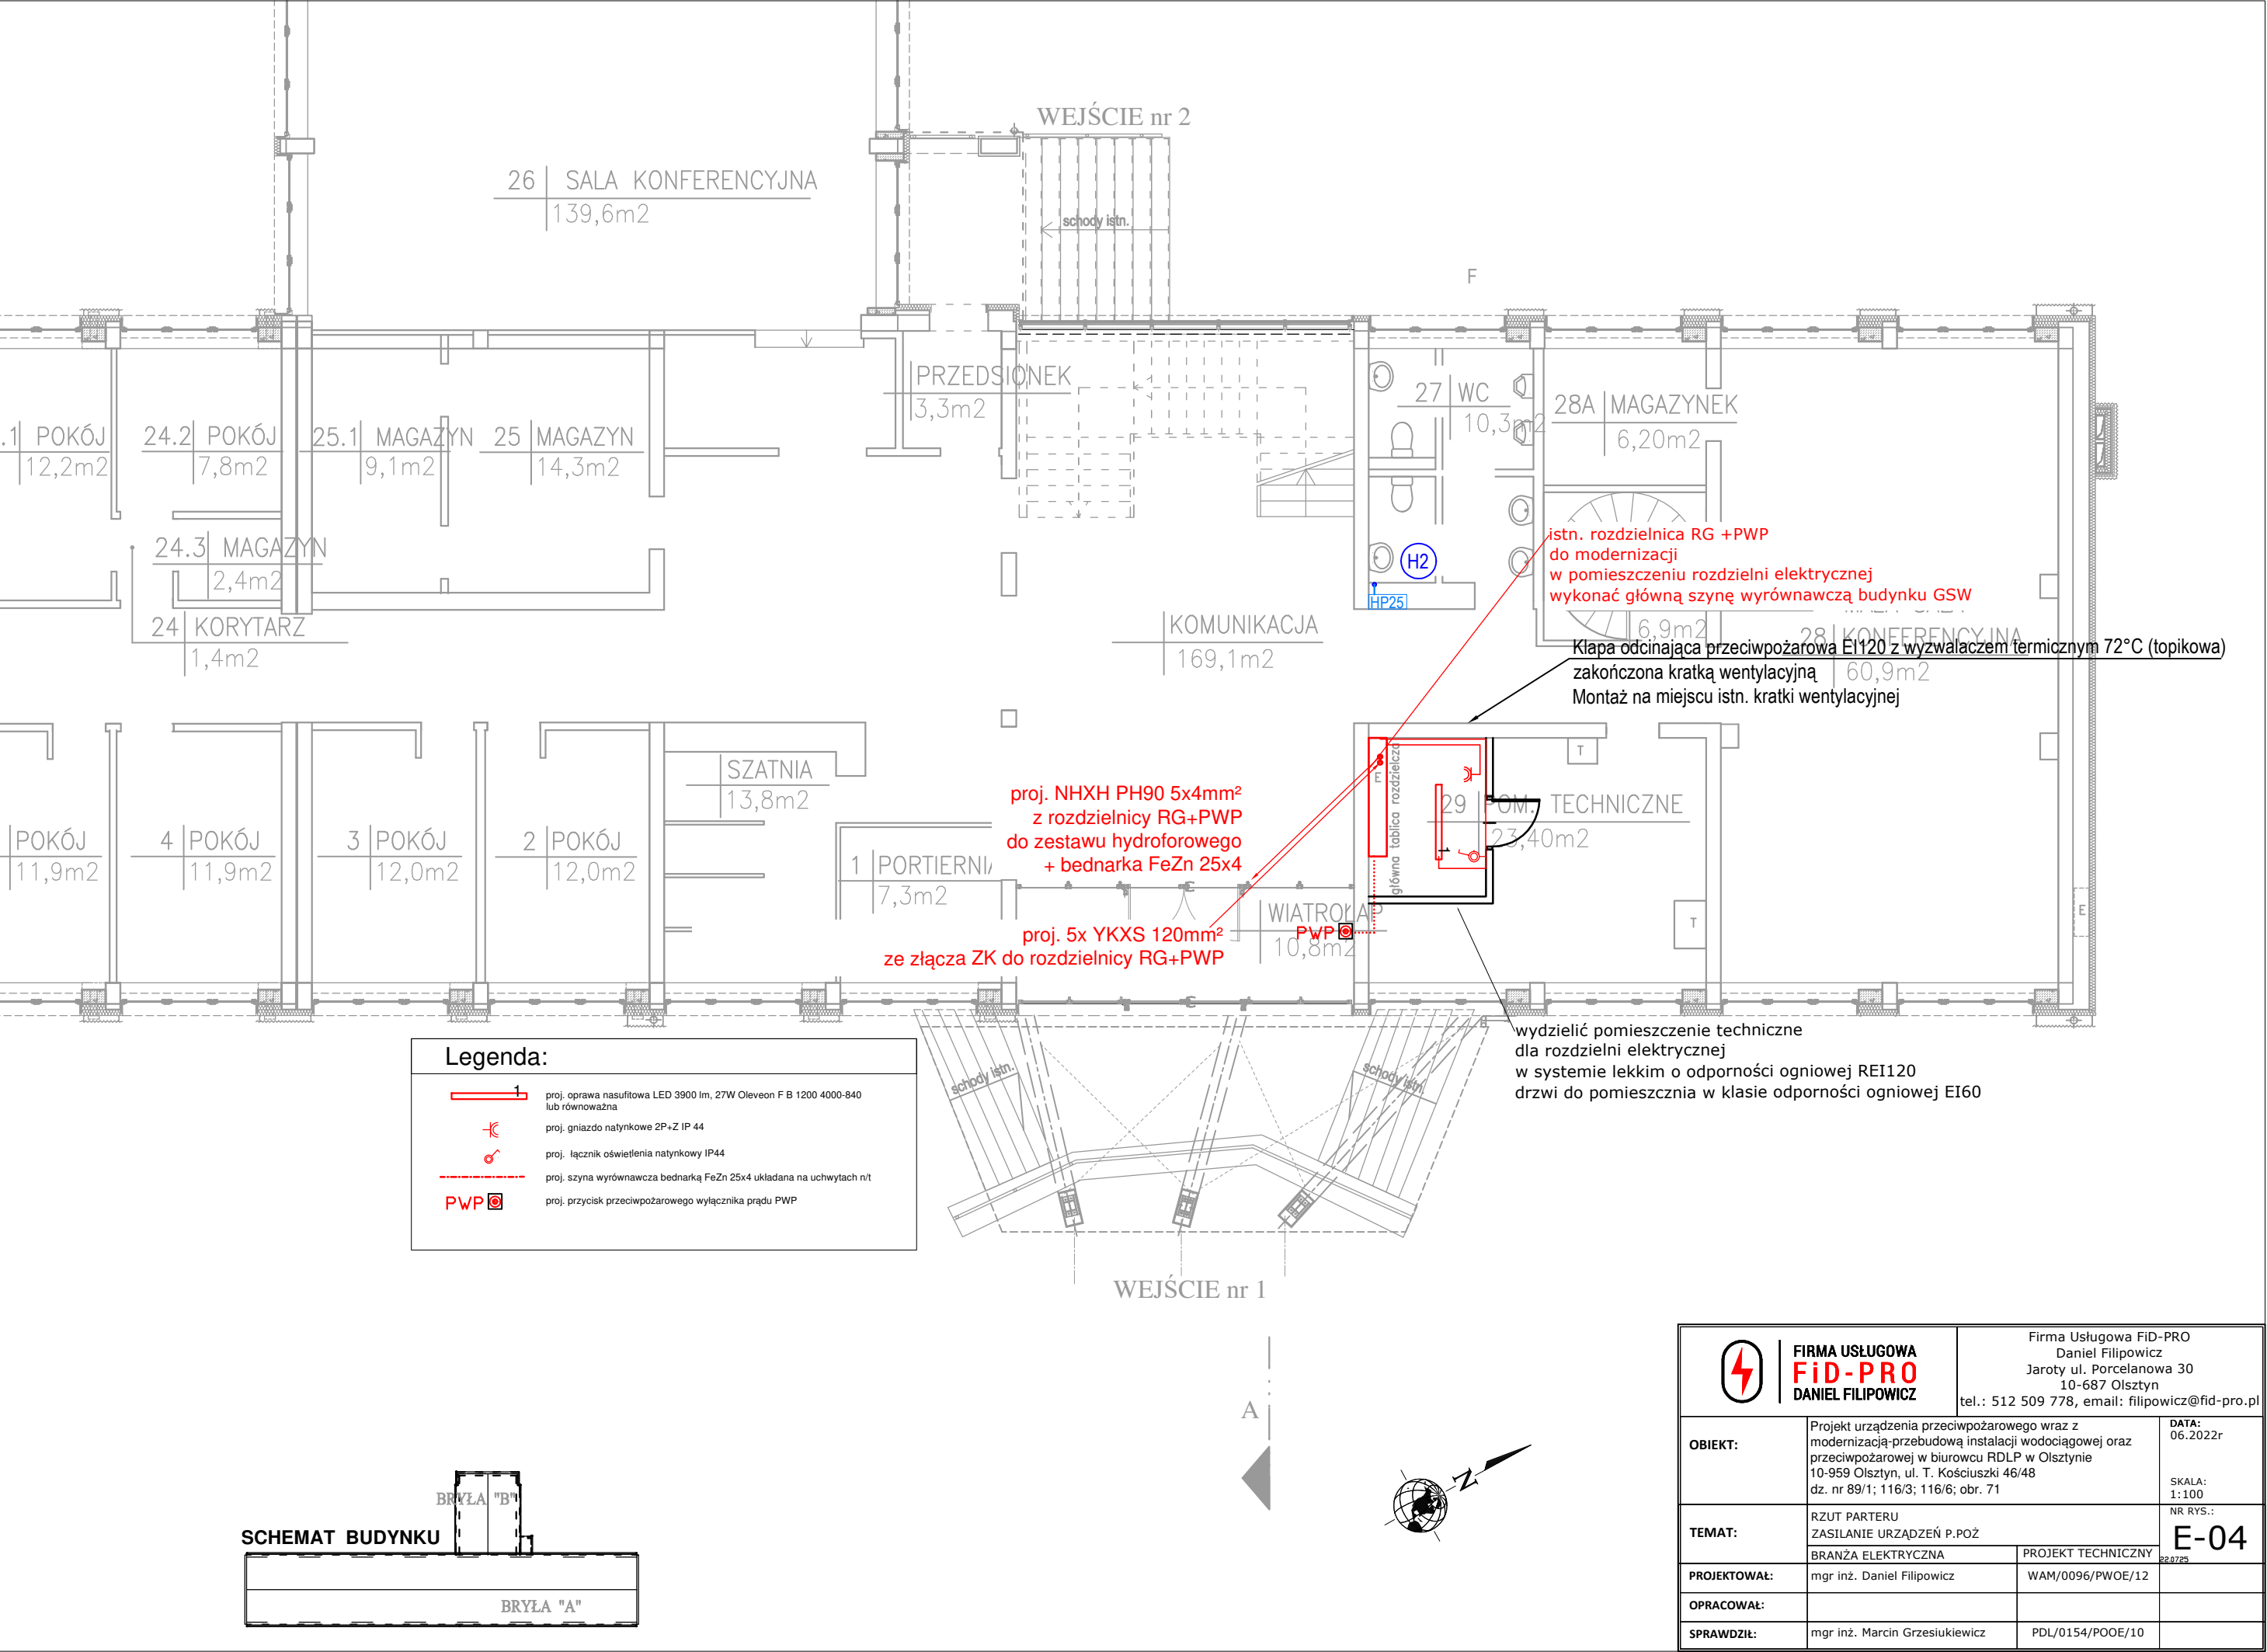 WEJŚCIE nr 2
26 SALA KONFERENCYJNA
139,6m2
schody istn.
F
PRZEDSIONEK
3,3m2
27 WC
10,3m2
28A MAGAZYNEK
6,20m2
.1 POKÓJ
12,2m2
24.2 POKÓJ
7,8m2
25.1 MAGAZYN
9,1m2
25 MAGAZYN
14,3m2
24.3 MAGAZYN
2,4m2
24 KORYTARZ
1,4m2
H2
HP25
istn. rozdzielnica RG +PWP
do modernizacji
w pomieszczeniu rozdzielni elektrycznej
wykonać główną szynę wyrównawczą budynku GSW
KOMUNIKACJA
169,1m2
6,9m2
28 KONFERENCYJNA
60,9m2
Klapa odcinająca przeciwpożarowa EI120 z wyzwalaczem termicznym 72°C (topikowa)
zakończona kratką wentylacyjną
Montaż na miejscu istn. kratki wentylacyjnej
SZATNIA
13,8m2
proj. NHXH PH90 5x4mm²
z rozdzielnicy RG+PWP
do zestawu hydroforowego
+ bednarka FeZn 25x4
E
główna tablica rozdzielcza
T
29 POM. TECHNICZNE
23,40m2
1
POKÓJ
11,9m2
4 POKÓJ
11,9m2
3 POKÓJ
12,0m2
2 POKÓJ
12,0m2
1 PORTIERNIA
7,3m2
WIATROŁAP
10,8m2
PWP
T
E
proj. 5x YKXS 120mm²
ze złącza ZK do rozdzielnicy RG+PWP
wydzielić pomieszczenie techniczne
dla rozdzielni elektrycznej
w systemie lekkim o odporności ogniowej REI120
drzwi do pomieszcznia w klasie odporności ogniowej EI60
schody istn.
schody istn.
WEJŚCIE nr 1
Legenda:
1
proj. oprawa nasufitowa LED 3900 lm, 27W Oleveon F B 1200 4000-840
lub równoważna
proj. gniazdo natynkowe 2P+Z IP 44
proj. łącznik oświetlenia natynkowy IP44
proj. szyna wyrównawcza bednarką FeZn 25x4 układana na uchwytach n/t
PWP
proj. przycisk przeciwpożarowego wyłącznika prądu PWP
A
N
SCHEMAT BUDYNKU
BRYŁA "B"
BRYŁA "A"
FIRMA USŁUGOWA
FiD-PRO
DANIEL FILIPOWICZ
Firma Usługowa FiD-PRO
Daniel Filipowicz
Jaroty ul. Porcelanowa 30
10-687 Olsztyn
tel.: 512 509 778, email: filipowicz@fid-pro.pl
OBIEKT:
Projekt urządzenia przeciwpożarowego wraz z
modernizacją-przebudową instalacji wodociągowej oraz
przeciwpożarowej w biurowcu RDLP w Olsztynie
10-959 Olsztyn, ul. T. Kościuszki 46/48
dz. nr 89/1; 116/3; 116/6; obr. 71
DATA:
06.2022r
SKALA:
1:100
TEMAT:
RZUT PARTERU
ZASILANIE URZĄDZEŃ P.POŻ
NR RYS.:
E-04
BRANŻA ELEKTRYCZNA
PROJEKT TECHNICZNY
22.0725
PROJEKTOWAŁ:
mgr inż. Daniel Filipowicz
WAM/0096/PWOE/12
OPRACOWAŁ:
SPRAWDZIŁ:
mgr inż. Marcin Grzesiukiewicz
PDL/0154/POOE/10